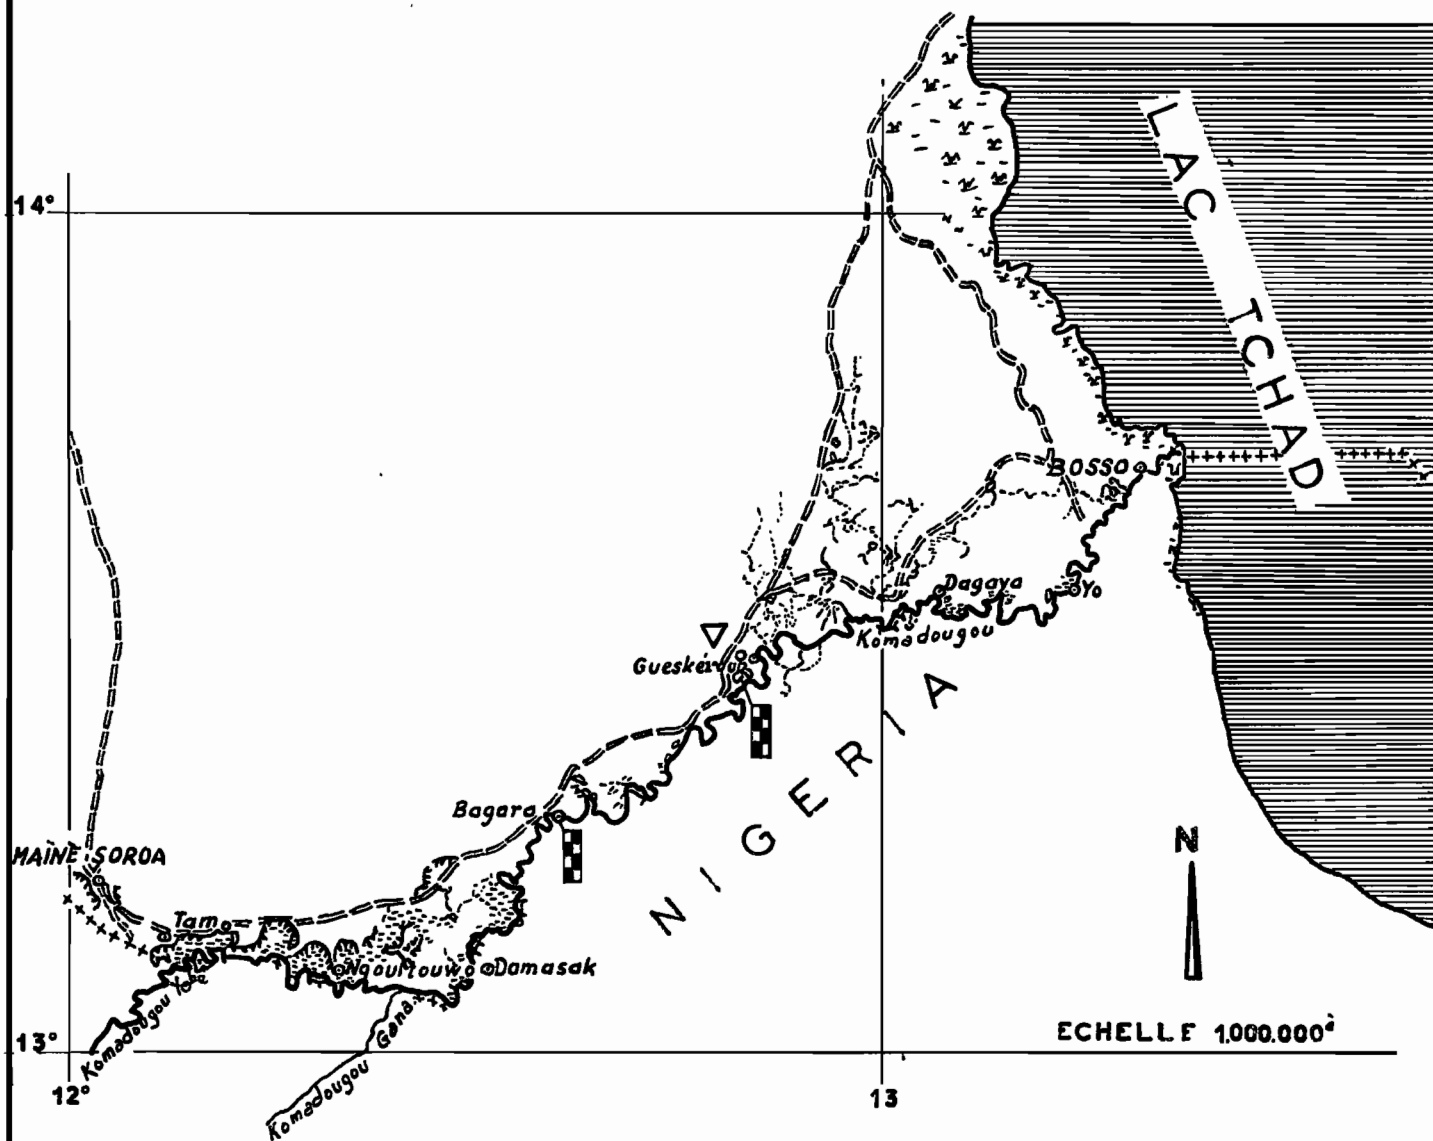 LAC TCHAD
14°
BOSSO
Dagaya
Yo
Komadougou
Gueskérou
NIGERIA
Bagara
N
MAÏNE SOROA
Tam
Damasak
Komadougou Yobé
Komadougou Gana
ECHELLE 1.000.000è
13°
12°
13